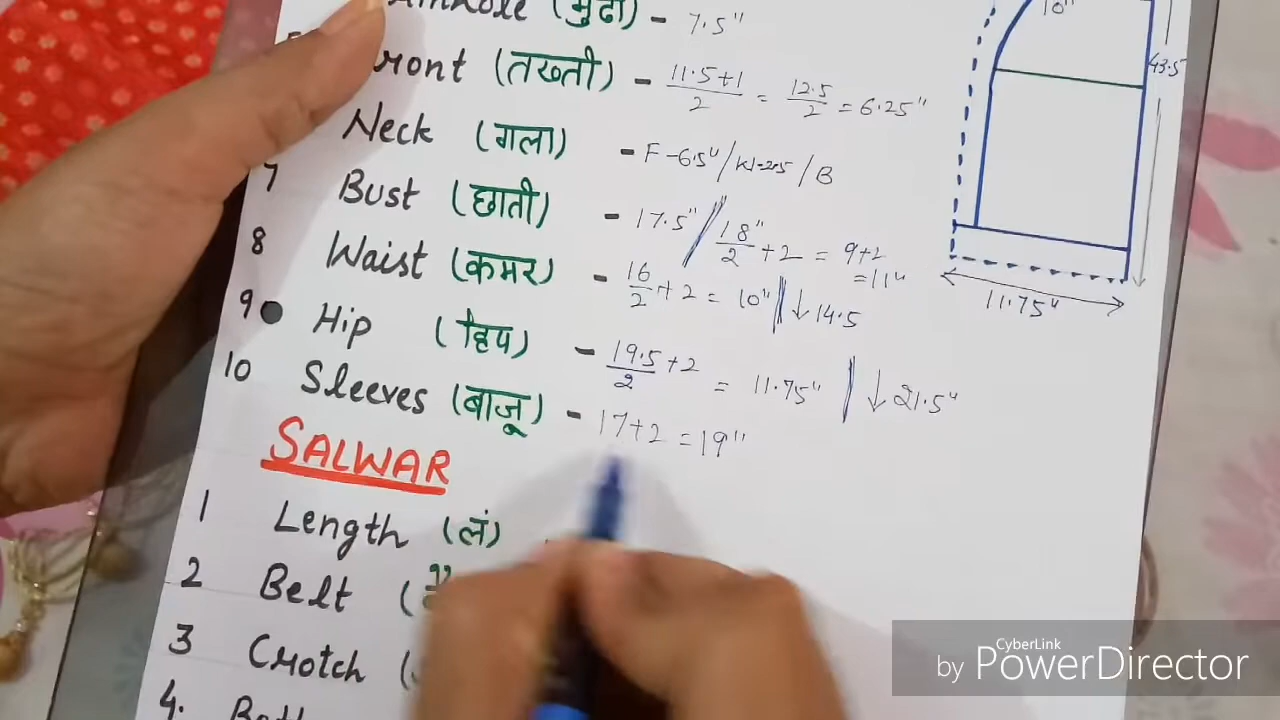 (मुढा) - 7.5"
ront (तख्ती) - 11.5+1/2 = 12.5/2 = 6.25"
Neck (गला) - F-6.5" / W-2.5 / B
7 Bust (छाती) - 17.5" / 18"/2 + 2 = 9+2 = 11"
8 Waist (कमर) - 16/2 + 2 = 10" || ↓ 14.5
9 Hip (हिप) - 19.5+2/2 = 11.75" | ↓ 21.5"
10 Sleeves (बाजू) - 17+2 = 19"
SALWAR
1 Length (लं)
2 Belt (
3 Crotch (
4.
10"
43.5
11.75"
CyberLink
by PowerDirector